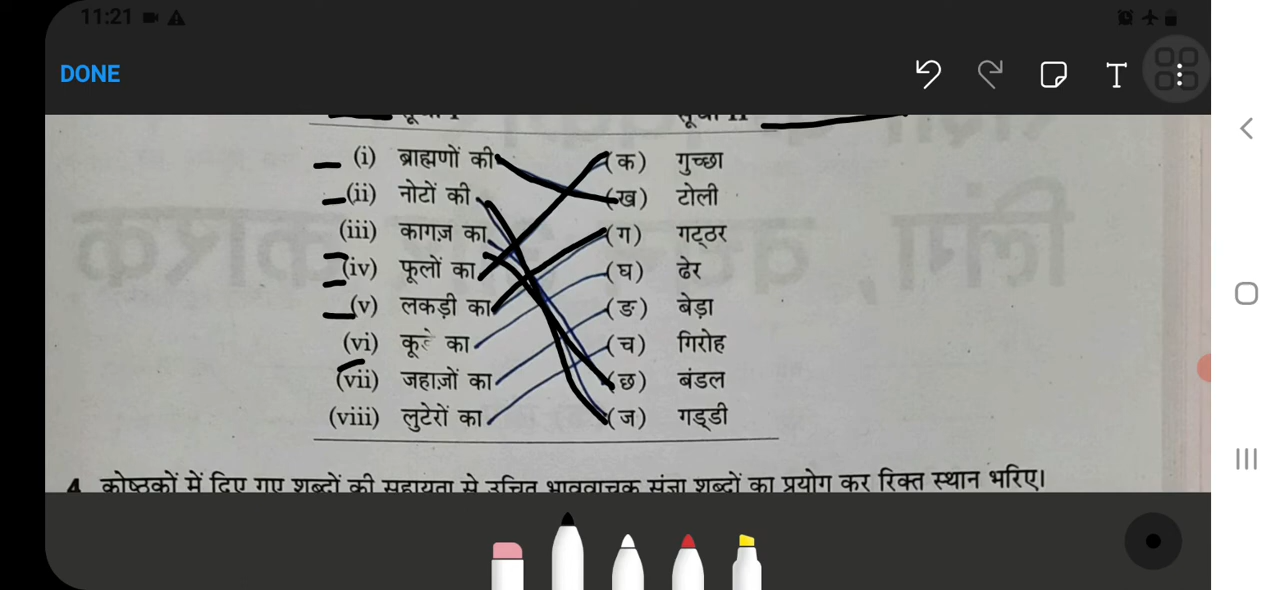 11:21
DONE
T
सूची I सूची II
(i) ब्राह्मणों की (क) गुच्छा
(ii) नोटों की (ख) टोली
(iii) कागज़ का (ग) गट्ठर
(iv) फूलों का (घ) ढेर
(v) लकड़ी का (ङ) बेड़ा
(vi) कूड़े का (च) गिरोह
(vii) जहाज़ों का (छ) बंडल
(viii) लुटेरों का (ज) गड्डी
4 कोष्ठकों में दिए गए शब्दों की सहायता से उचित भाववाचक संज्ञा शब्दों का प्रयोग कर रिक्त स्थान भरिए।